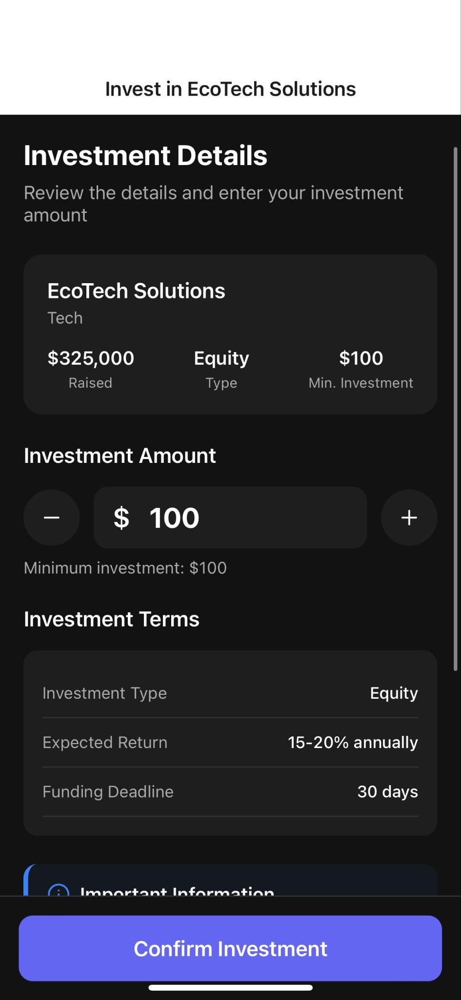 Invest in EcoTech Solutions
Investment Details
Review the details and enter your investment
amount
EcoTech Solutions
Tech
$325,000 Equity $100
Raised Type Min. Investment
Investment Amount
− $ 100 +
Minimum investment: $100
Investment Terms
Investment Type Equity
Expected Return 15-20% annually
Funding Deadline 30 days
Important Information
Confirm Investment